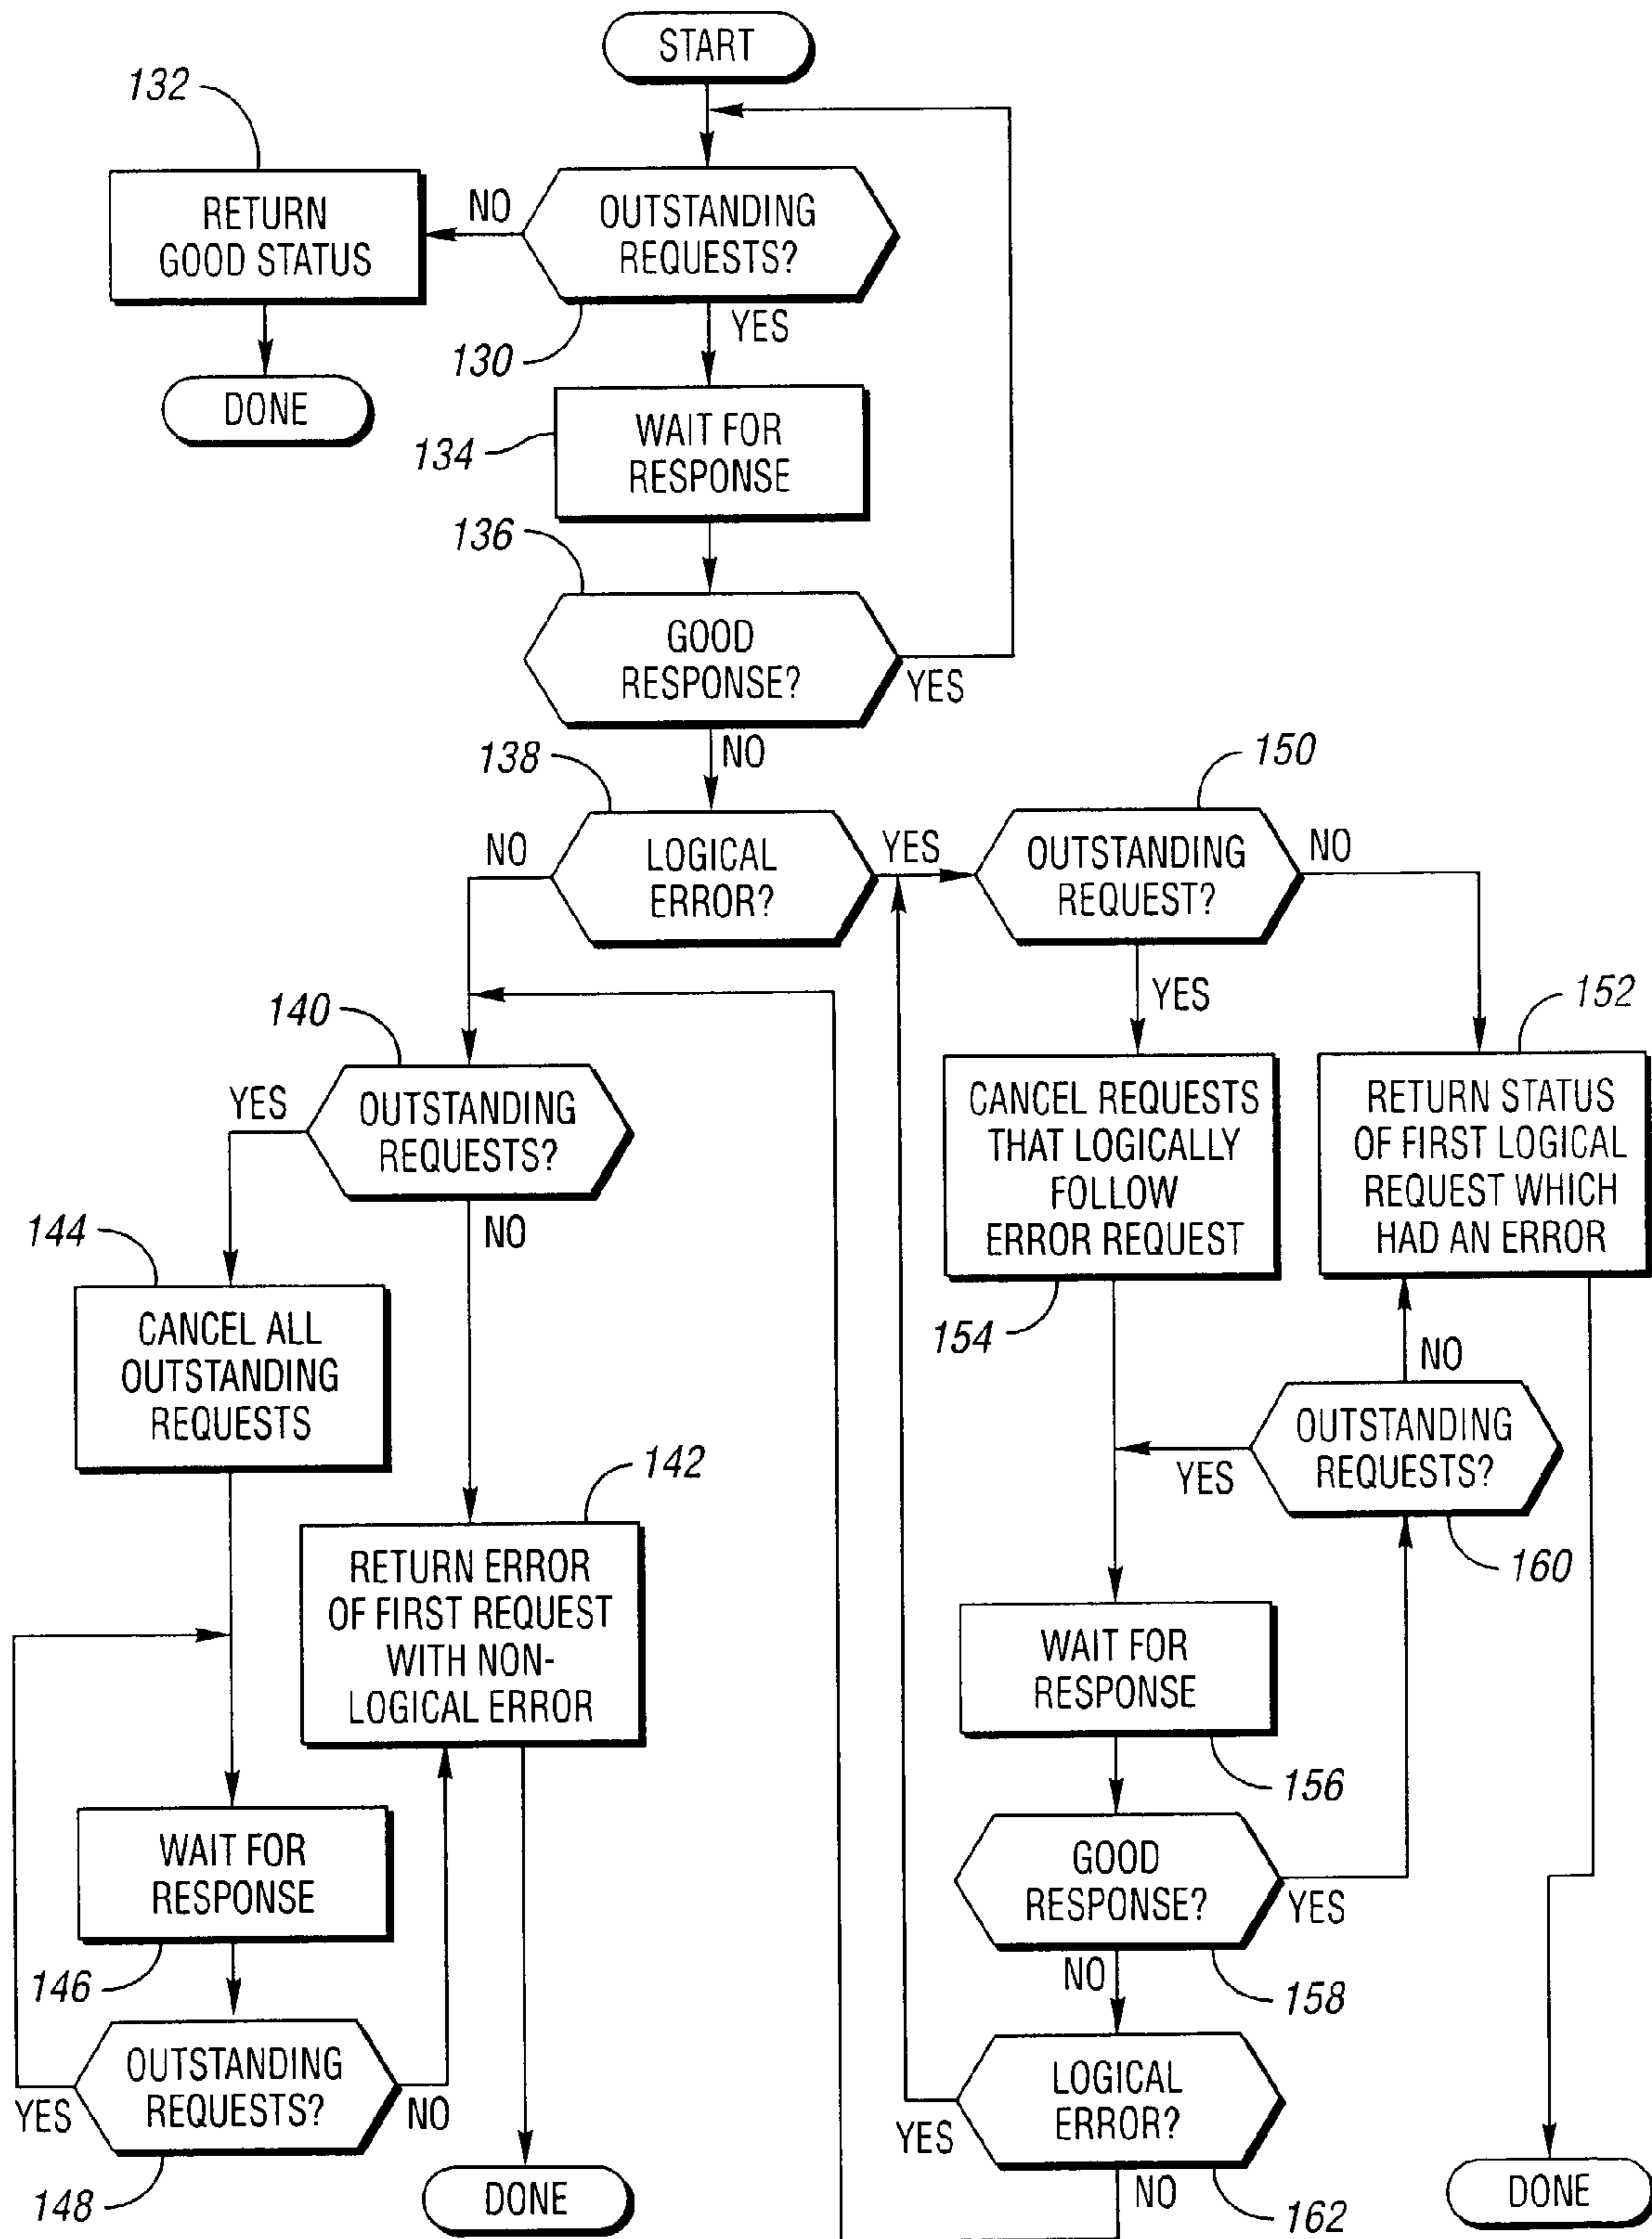 START
132
RETURN
GOOD STATUS
NO
OUTSTANDING
REQUESTS?
130
YES
DONE
134
WAIT FOR
RESPONSE
136
GOOD
RESPONSE?
YES
NO
138
LOGICAL
ERROR?
NO
YES
150
OUTSTANDING
REQUEST?
NO
YES
140
OUTSTANDING
REQUESTS?
YES
NO
152
RETURN STATUS
OF FIRST LOGICAL
REQUEST WHICH
HAD AN ERROR
CANCEL REQUESTS
THAT LOGICALLY
FOLLOW
ERROR REQUEST
154
144
CANCEL ALL
OUTSTANDING
REQUESTS
NO
OUTSTANDING
REQUESTS?
YES
160
142
RETURN ERROR
OF FIRST REQUEST
WITH NON-
LOGICAL ERROR
WAIT FOR
RESPONSE
156
WAIT FOR
RESPONSE
146
GOOD
RESPONSE?
YES
NO
158
OUTSTANDING
REQUESTS?
YES
NO
148
LOGICAL
ERROR?
YES
NO
162
DONE
DONE